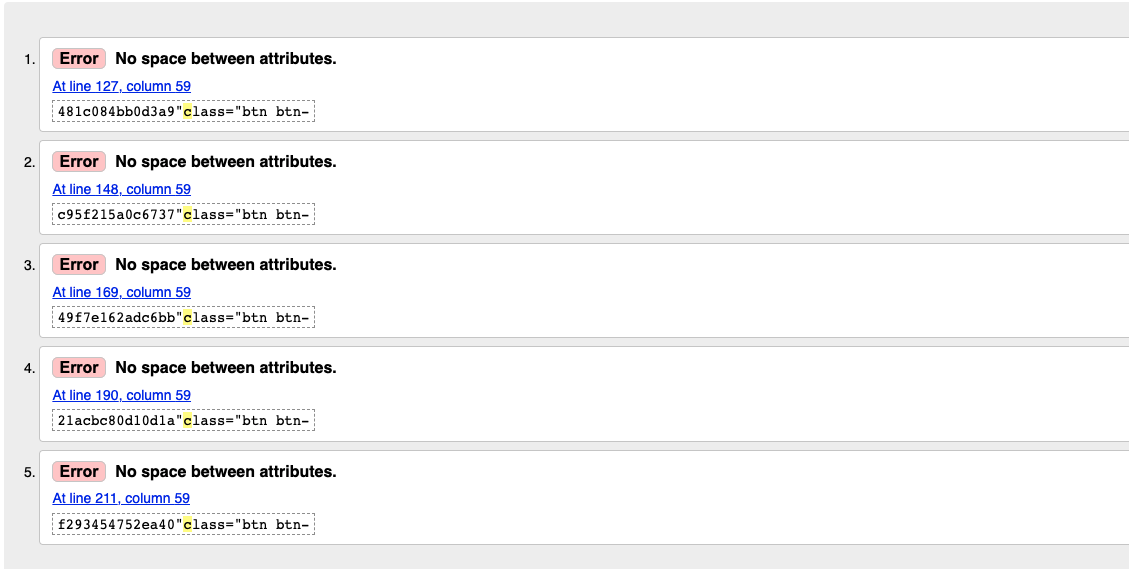 1. Error No space between attributes.
At line 127, column 59
481c084bb0d3a9"class="btn btn-
2. Error No space between attributes.
At line 148, column 59
c95f215a0c6737"class="btn btn-
3. Error No space between attributes.
At line 169, column 59
49f7e162adc6bb"class="btn btn-
4. Error No space between attributes.
At line 190, column 59
21acbc80d10d1a"class="btn btn-
5. Error No space between attributes.
At line 211, column 59
f293454752ea40"class="btn btn-